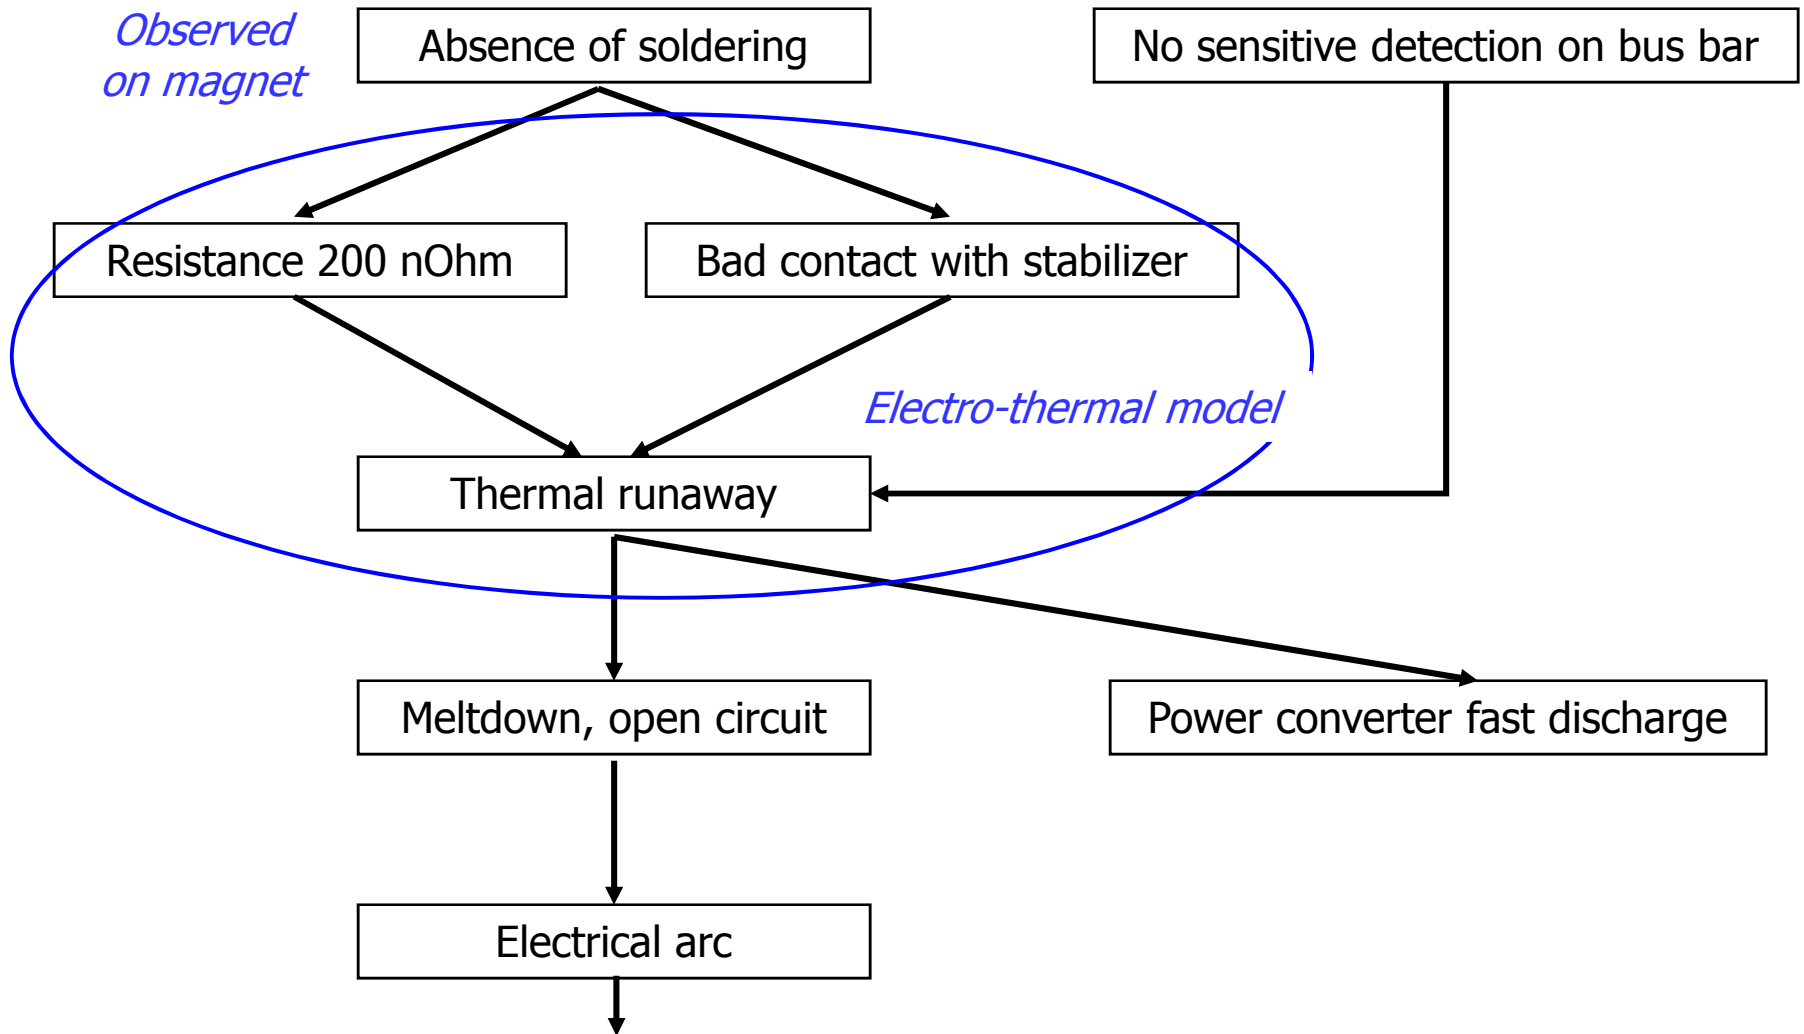 Observed
on magnet
Absence of soldering
No sensitive detection on bus bar
Resistance 200 nOhm
Bad contact with stabilizer
Electro-thermal model
Thermal runaway
Meltdown, open circuit
Power converter fast discharge
Electrical arc